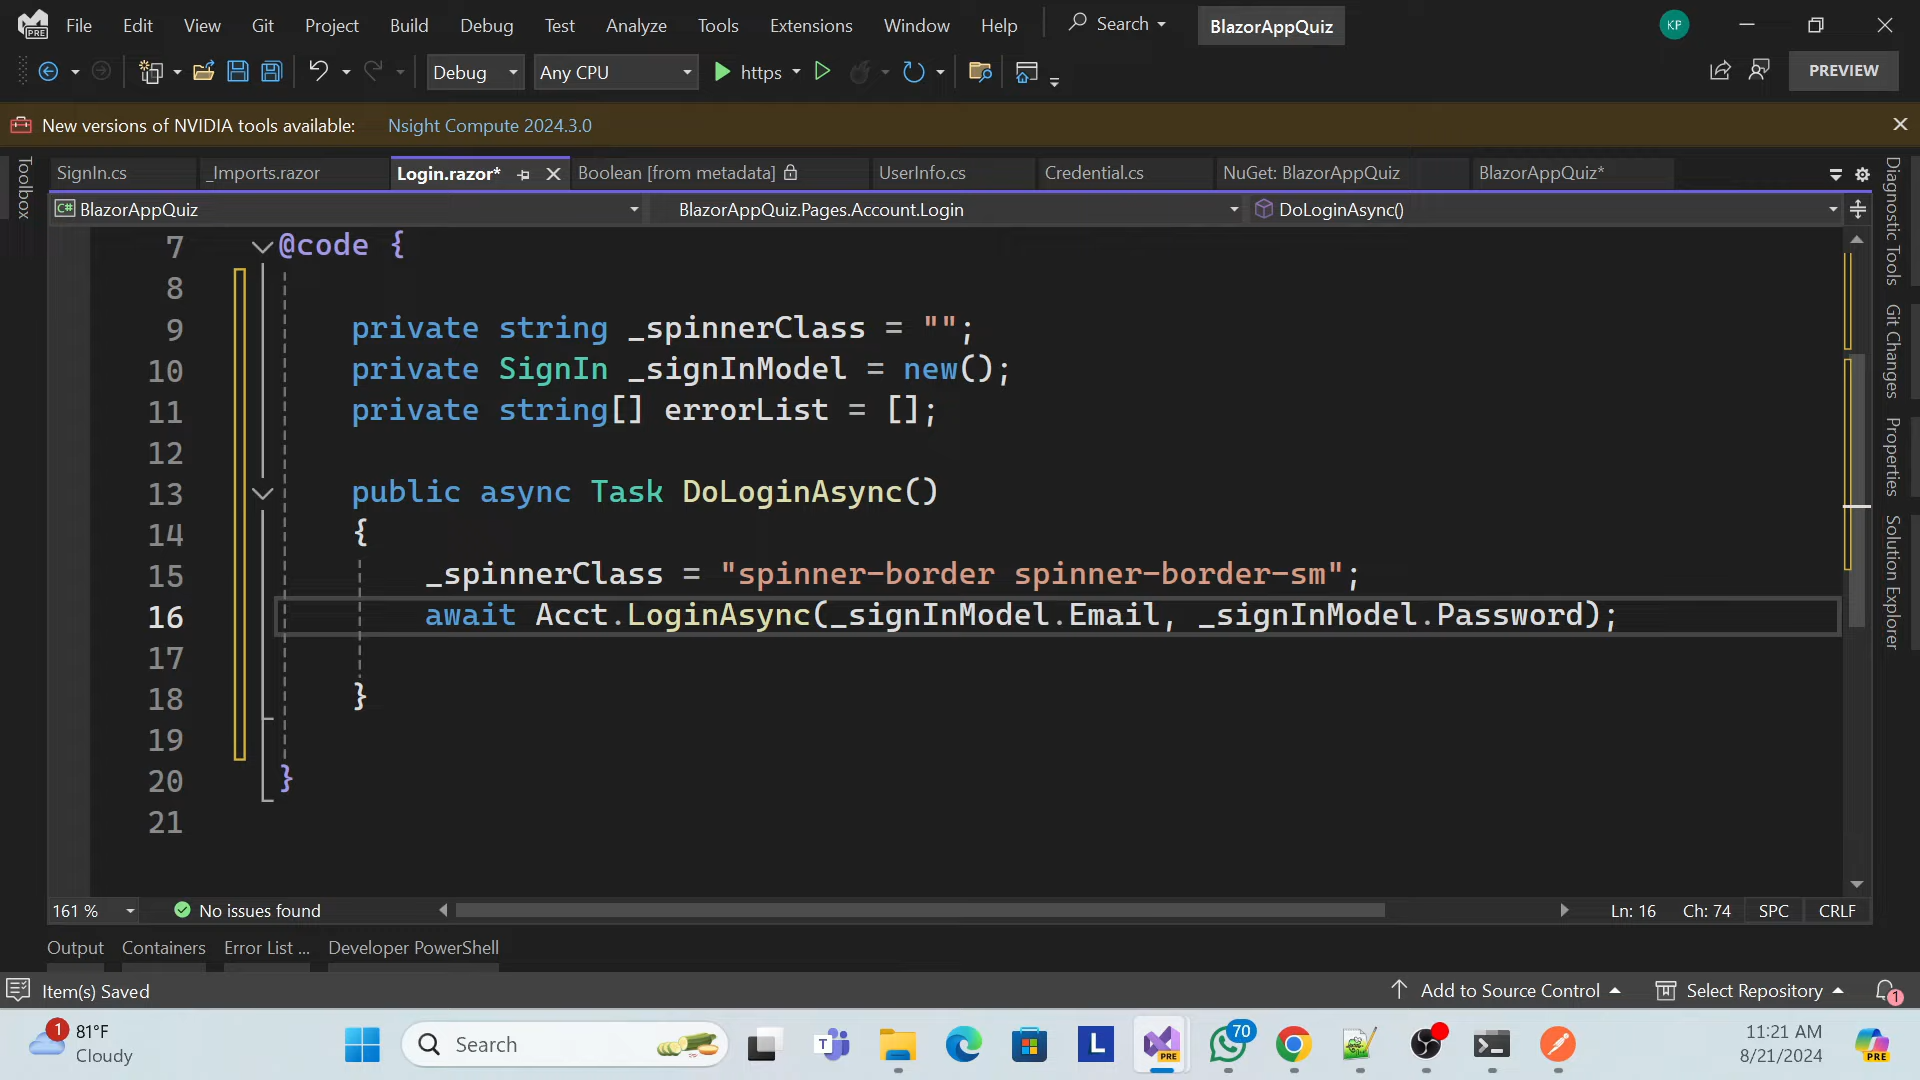 File Edit View Git Project Build Debug Test Analyze Tools Extensions Window Help Search BlazorAppQuiz KP
PRE
Debug Any CPU https PREVIEW
New versions of NVIDIA tools available: Nsight Compute 2024.3.0
SignIn.cs _Imports.razor Login.razor* Boolean [from metadata] UserInfo.cs Credential.cs NuGet: BlazorAppQuiz BlazorAppQuiz*
Toolbox
C# BlazorAppQuiz BlazorAppQuiz.Pages.Account.Login DoLoginAsync()
Diagnostic Tools
Git Changes
Properties
Solution Explorer
7 @code {
8
9 private string _spinnerClass = "";
10 private SignIn _signInModel = new();
11 private string[] errorList = [];
12
13 public async Task DoLoginAsync()
14 {
15 _spinnerClass = "spinner-border spinner-border-sm";
16 await Acct.LoginAsync(_signInModel.Email, _signInModel.Password);
17
18 }
19
20 }
21
161 % No issues found Ln: 16 Ch: 74 SPC CRLF
Output Containers Error List ... Developer PowerShell
Item(s) Saved Add to Source Control Select Repository 1
1 81°F
Cloudy
Search
T
L
PRE
70
11:21 AM
8/21/2024
PRE